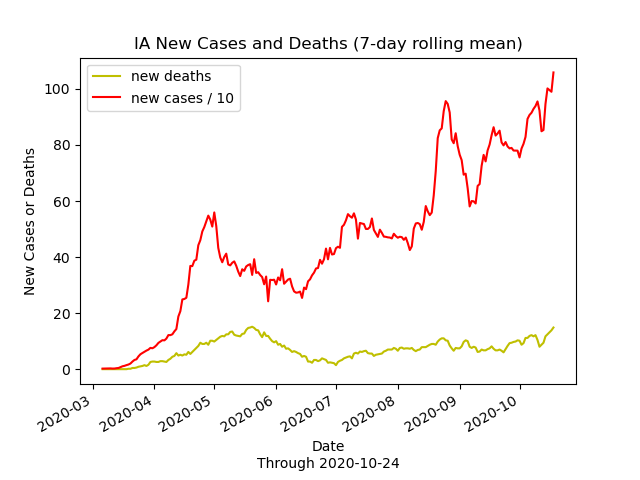 IA New Cases and Deaths (7-day rolling mean)
new deaths
new cases / 10
New Cases or Deaths
100
80
60
40
20
0
2020-03
2020-04
2020-05
2020-06
2020-07
2020-08
2020-09
2020-10
Date
Through 2020-10-24